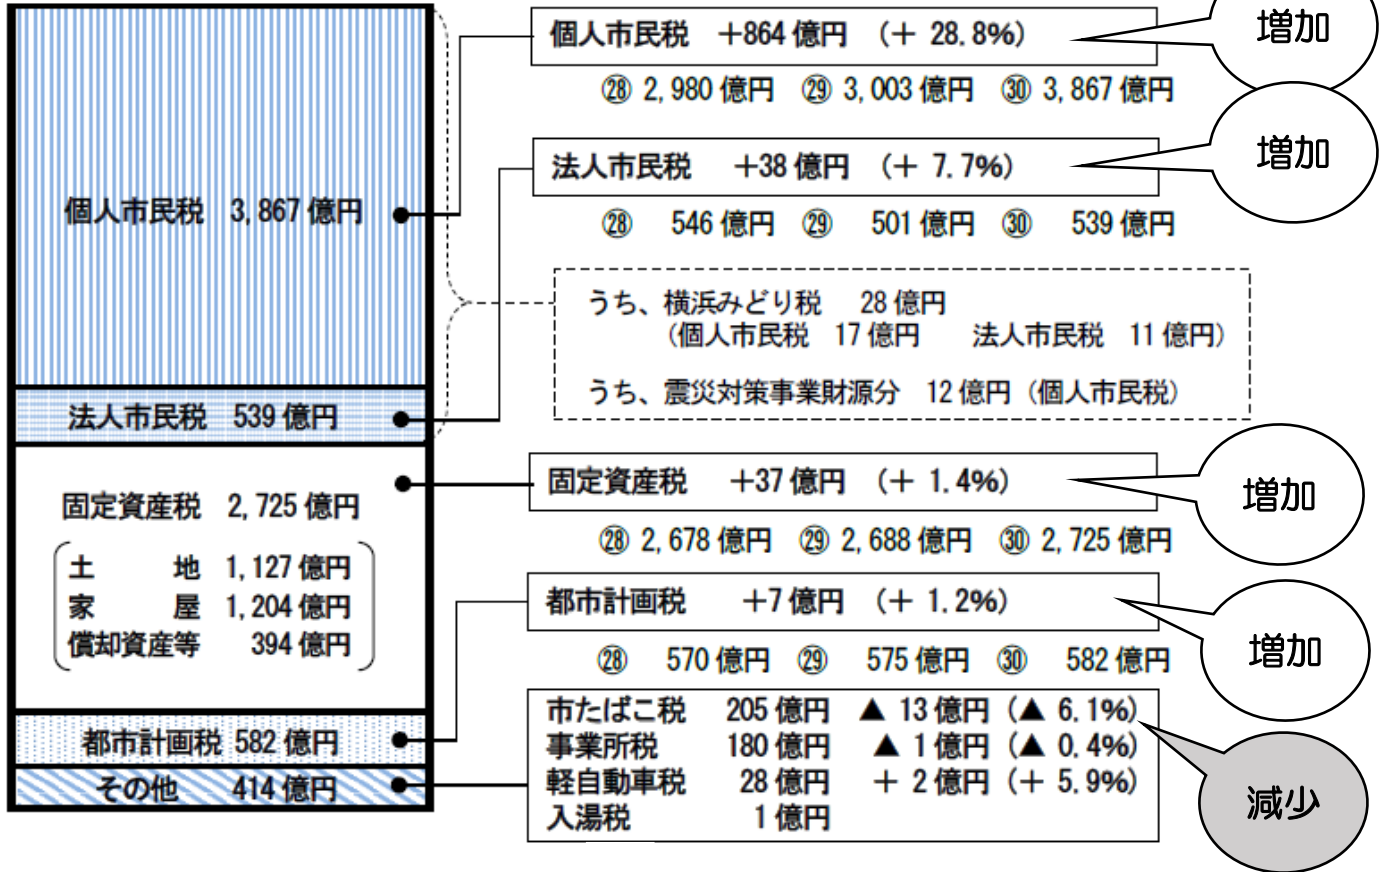 個人市民税 3,867億円
法人市民税 539億円
固定資産税 2,725億円
土地 1,127億円
家屋 1,204億円
償却資産等 394億円
都市計画税 582億円
その他 414億円
個人市民税 +864億円 (+ 28.8%)
増加
㉘ 2,980億円 ㉙ 3,003億円 ㉚ 3,867億円
法人市民税 +38億円 (+ 7.7%)
増加
㉘ 546億円 ㉙ 501億円 ㉚ 539億円
うち、横浜みどり税 28億円
(個人市民税 17億円 法人市民税 11億円)
うち、震災対策事業財源分 12億円(個人市民税)
固定資産税 +37億円 (+ 1.4%)
増加
㉘ 2,678億円 ㉙ 2,688億円 ㉚ 2,725億円
都市計画税 +7億円 (+ 1.2%)
増加
㉘ 570億円 ㉙ 575億円 ㉚ 582億円
市たばこ税 205億円 ▲ 13億円 (▲ 6.1%)
事業所税 180億円 ▲ 1億円 (▲ 0.4%)
軽自動車税 28億円 + 2億円 (+ 5.9%)
入湯税 1億円
減少